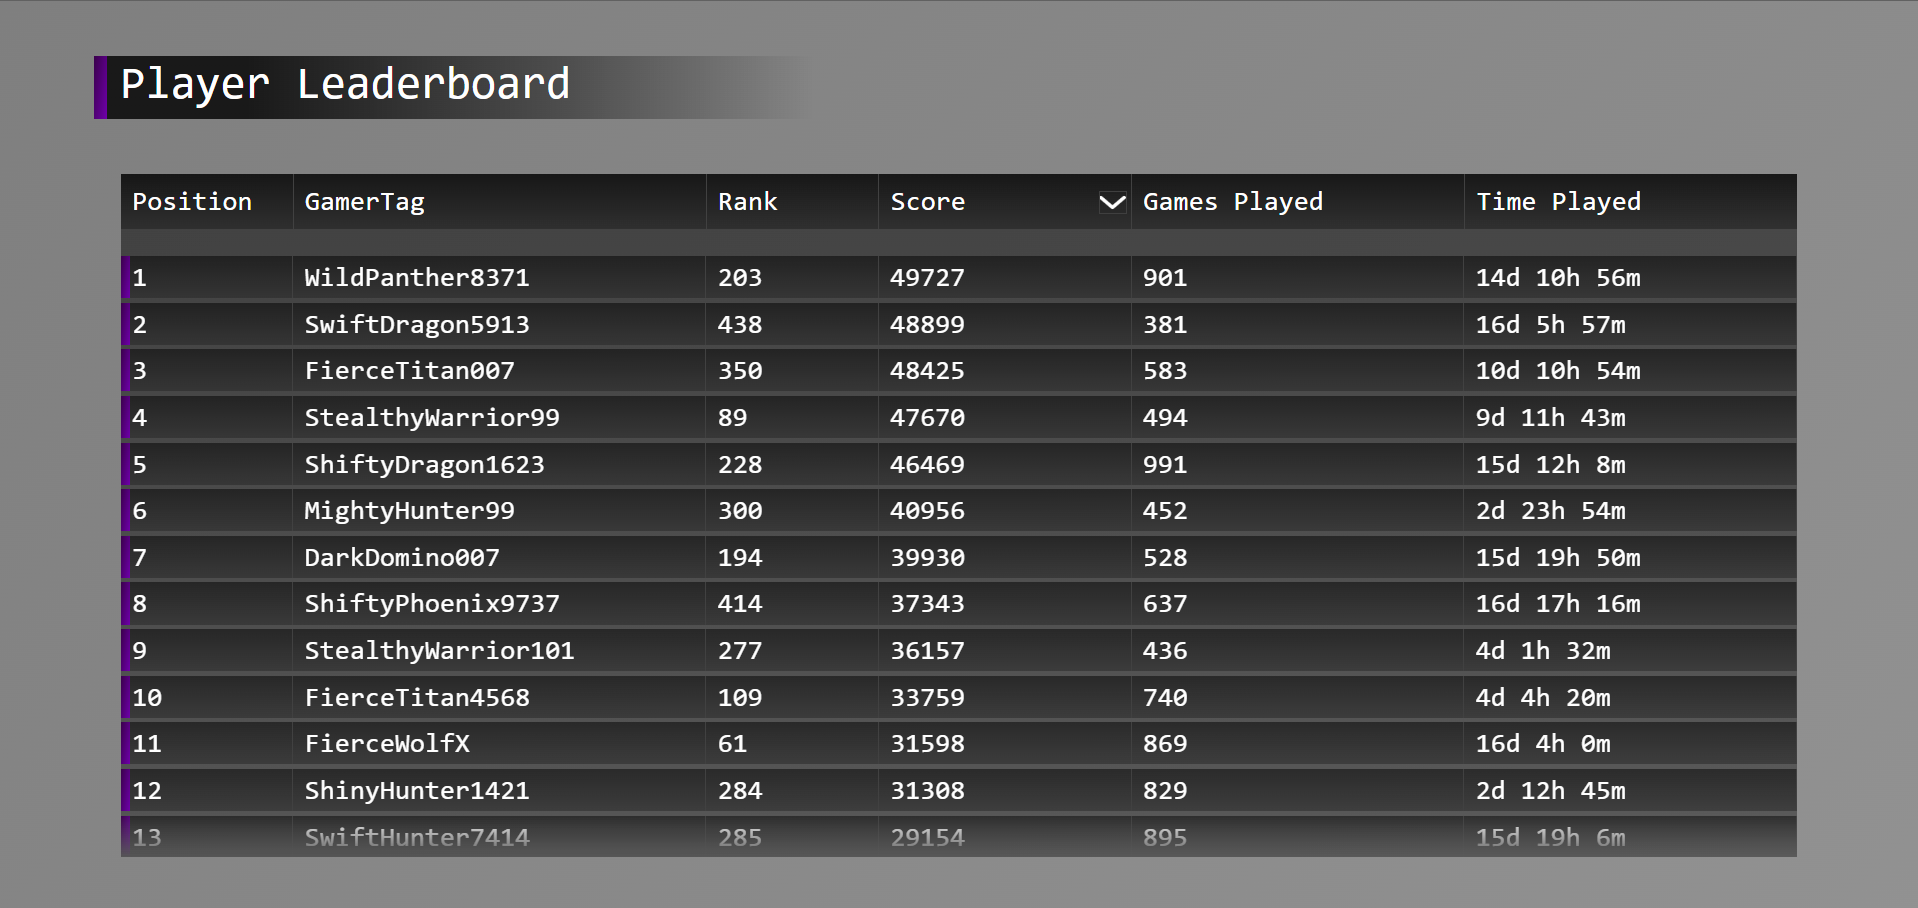 Player Leaderboard
Position GamerTag Rank Score Games Played Time Played
1 WildPanther8371 203 49727 901 14d 10h 56m
2 SwiftDragon5913 438 48899 381 16d 5h 57m
3 FierceTitan007 350 48425 583 10d 10h 54m
4 StealthyWarrior99 89 47670 494 9d 11h 43m
5 ShiftyDragon1623 228 46469 991 15d 12h 8m
6 MightyHunter99 300 40956 452 2d 23h 54m
7 DarkDomino007 194 39930 528 15d 19h 50m
8 ShiftyPhoenix9737 414 37343 637 16d 17h 16m
9 StealthyWarrior101 277 36157 436 4d 1h 32m
10 FierceTitan4568 109 33759 740 4d 4h 20m
11 FierceWolfX 61 31598 869 16d 4h 0m
12 ShinyHunter1421 284 31308 829 2d 12h 45m
13 SwiftHunter7414 285 29154 895 15d 19h 6m